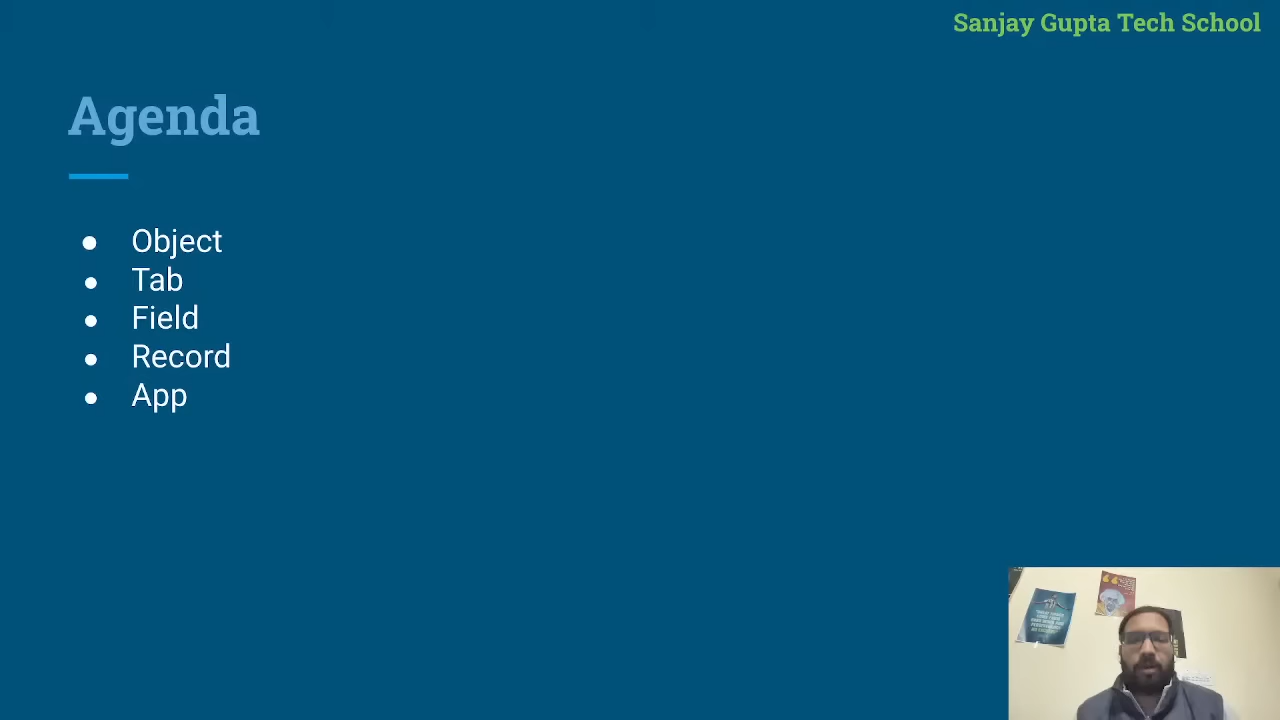 Sanjay Gupta Tech School
Agenda
● Object
● Tab
● Field
● Record
● App